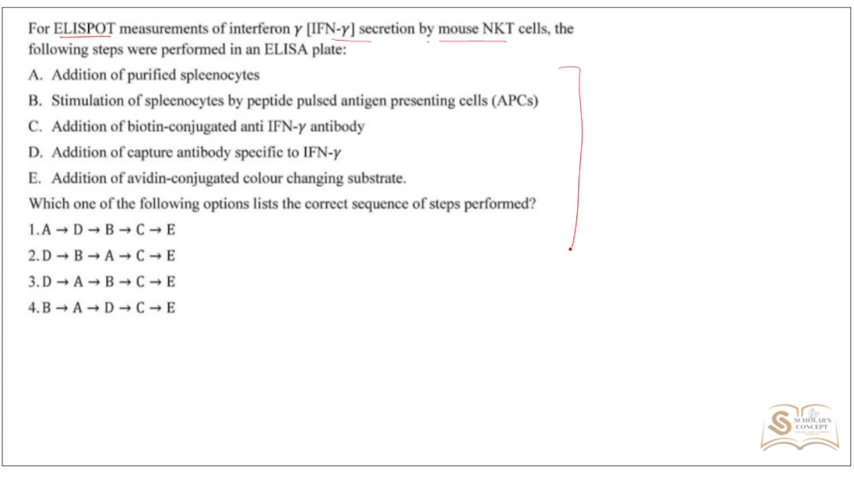 For ELISPOT measurements of interferon γ [IFN-γ] secretion by mouse NKT cells, the
following steps were performed in an ELISA plate:
A. Addition of purified spleenocytes
B. Stimulation of spleenocytes by peptide pulsed antigen presenting cells (APCs)
C. Addition of biotin-conjugated anti IFN-γ antibody
D. Addition of capture antibody specific to IFN-γ
E. Addition of avidin-conjugated colour changing substrate.
Which one of the following options lists the correct sequence of steps performed?
1.A → D → B → C → E
2.D → B → A → C → E
3.D → A → B → C → E
4.B → A → D → C → E
SCHOLAR'S
CONCEPT